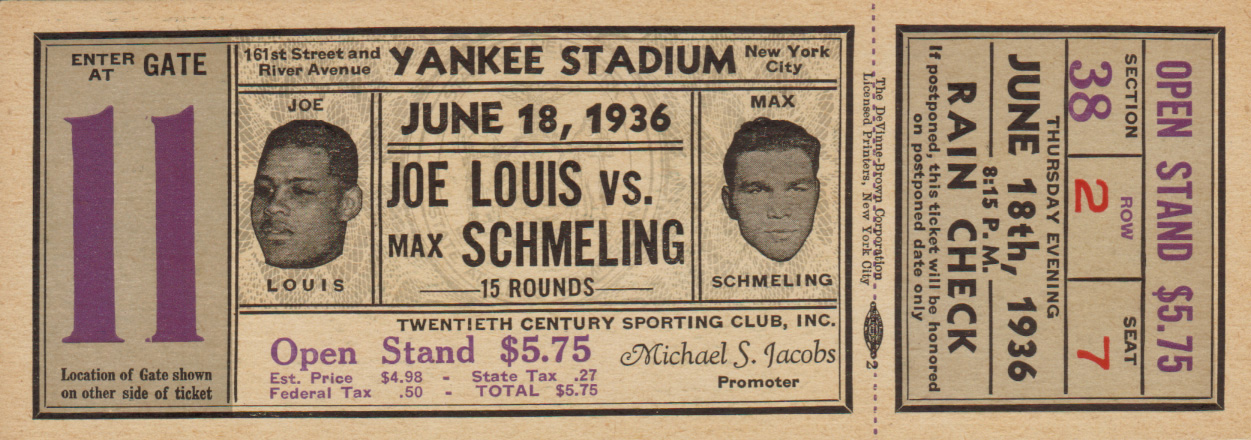 ENTER AT GATE
11
Location of Gate shown
on other side of ticket
161st Street and
River Avenue
YANKEE STADIUM
New York
City
JOE
LOUIS
JUNE 18, 1936
JOE LOUIS VS.
MAX SCHMELING
15 ROUNDS
MAX
SCHMELING
TWENTIETH CENTURY SPORTING CLUB, INC.
Open Stand $5.75
Est. Price $4.98 - State Tax .27
Federal Tax .50 - TOTAL $5.75
Michael S. Jacobs
Promoter
The DeVinne-Brown Corporation
Licensed Printers, New York City
2
OPEN STAND $5.75
SECTION
38
ROW
2
SEAT
7
THURSDAY EVENING
JUNE 18th, 1936
8:15 P.M.
RAIN CHECK
If postponed, this ticket will be honored
on postponed date only